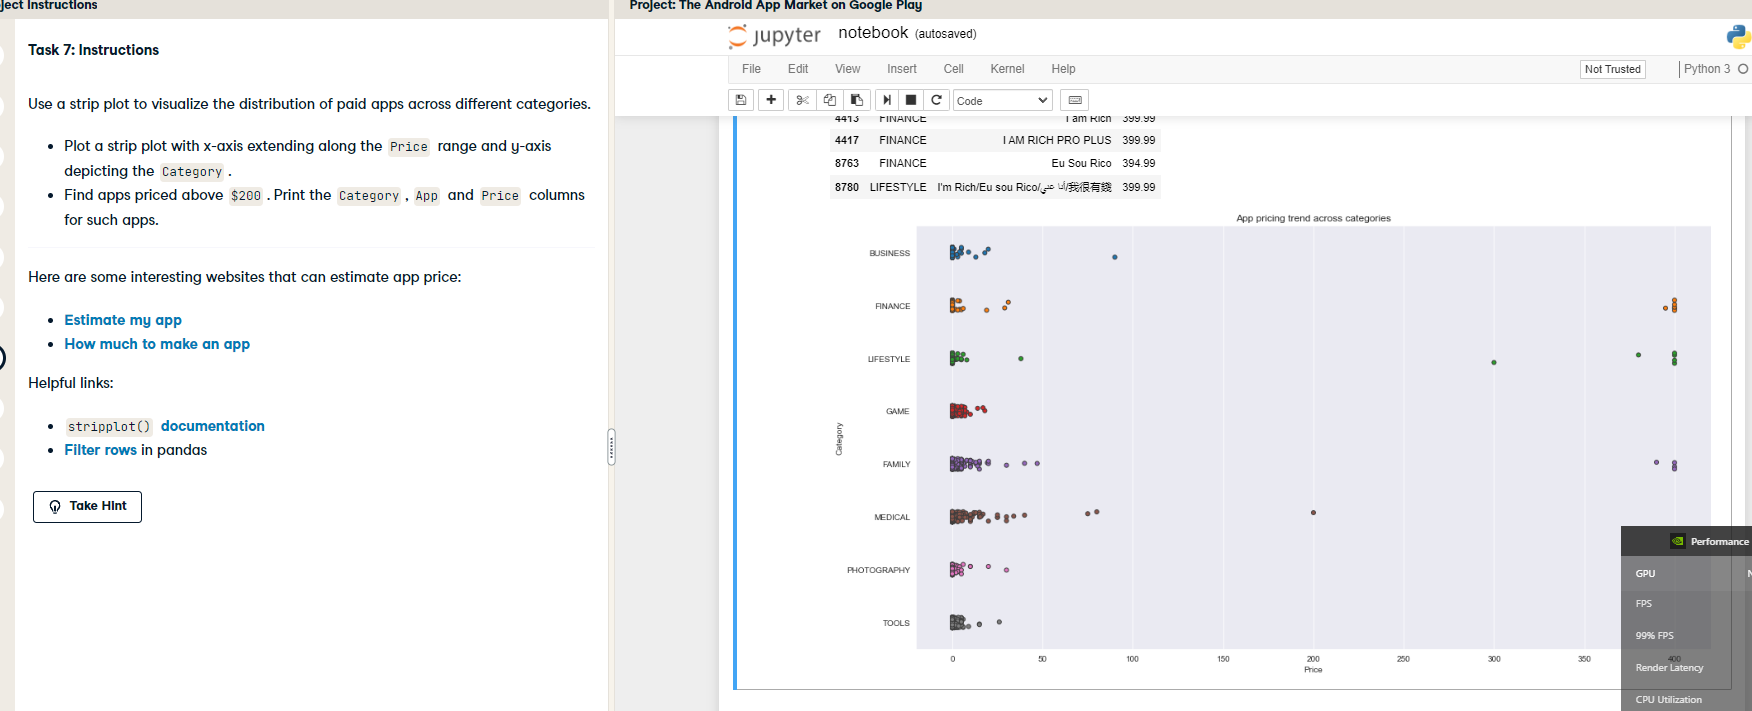 ject Instructions
Project: The Android App Market on Google Play
Task 7: Instructions
Use a strip plot to visualize the distribution of paid apps across different categories.
• Plot a strip plot with x-axis extending along the Price range and y-axis
depicting the Category .
• Find apps priced above $200 . Print the Category , App and Price columns
for such apps.
Here are some interesting websites that can estimate app price:
• Estimate my app
• How much to make an app
Helpful links:
• stripplot() documentation
• Filter rows in pandas
Take Hint
jupyter notebook (autosaved)
File Edit View Insert Cell Kernel Help
Not Trusted Python 3
Code
4413 FINANCE I am Rich 399.99
4417 FINANCE I AM RICH PRO PLUS 399.99
8763 FINANCE Eu Sou Rico 394.99
8780 LIFESTYLE I'm Rich/Eu sou Rico/أنا غني/我很有錢 399.99
App pricing trend across categories
Category
BUSINESS
FINANCE
LIFESTYLE
GAME
FAMILY
MEDICAL
PHOTOGRAPHY
TOOLS
0 50 100 150 200 250 300 350 400
Price
Performance
GPU
FPS
99% FPS
Render Latency
CPU Utilization